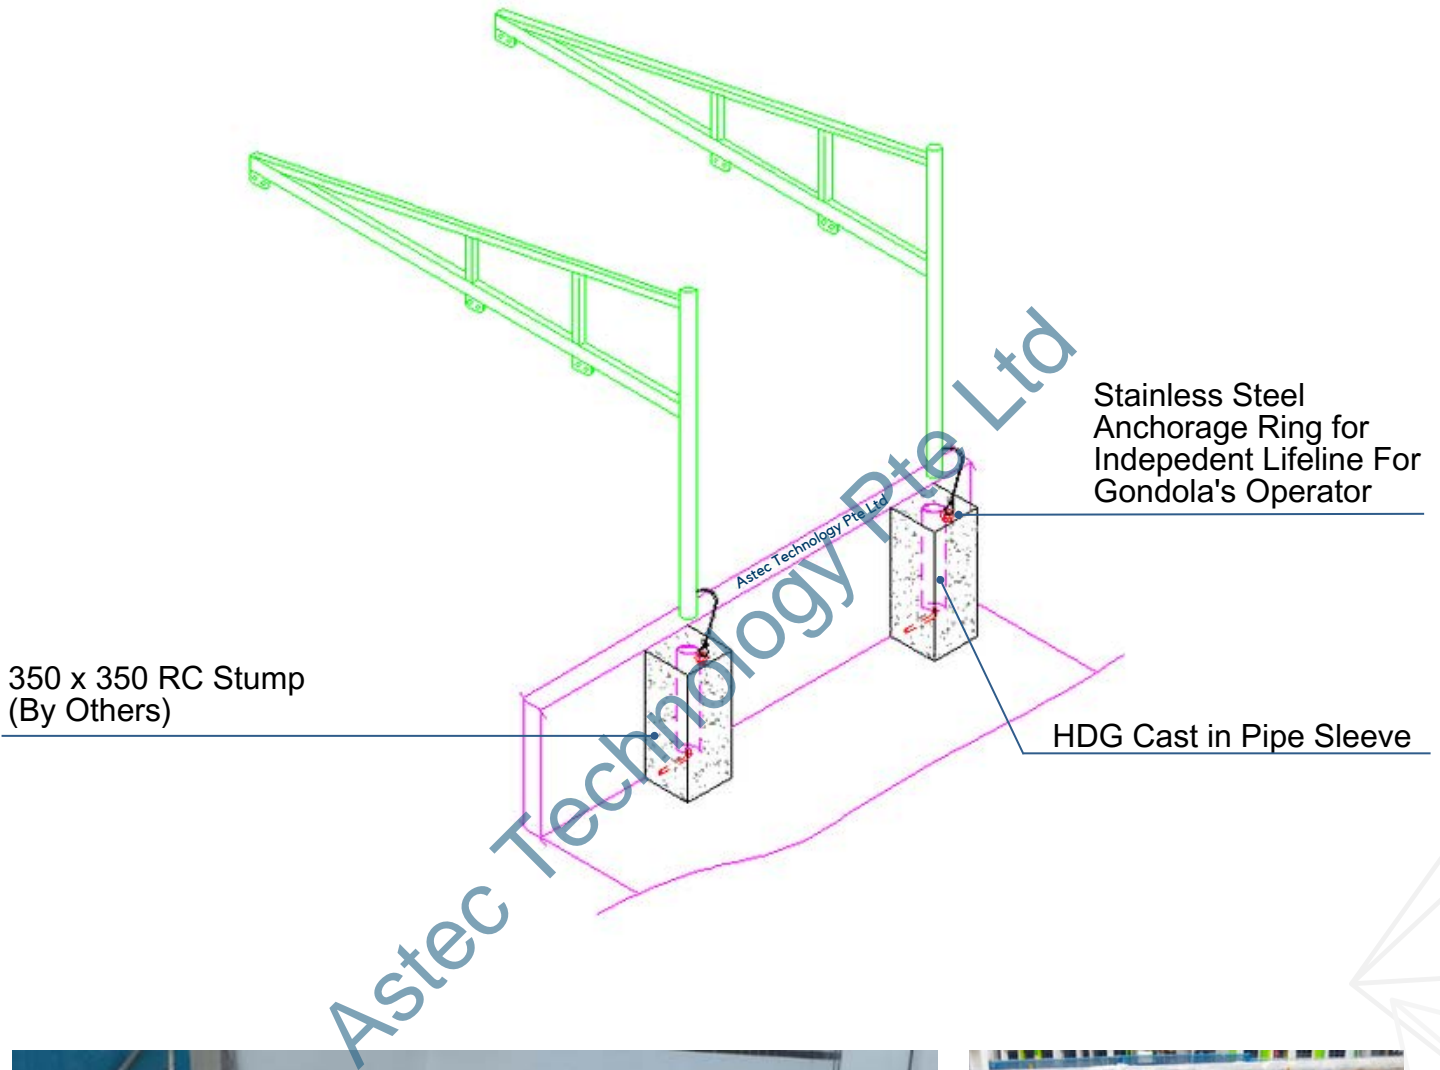 Stainless Steel
Anchorage Ring for
Indepedent Lifeline For
Gondola's Operator
Astec Technology Pte Ltd
350 x 350 RC Stump
(By Others)
HDG Cast in Pipe Sleeve
Astec Technology Pte Ltd